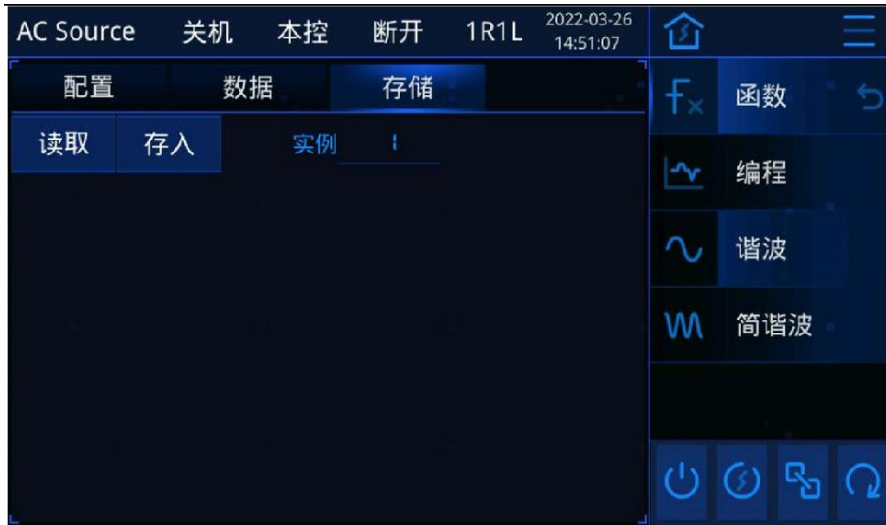 AC Source 关机 本控 断开 1R1L 2022-03-26
14:51:07
配置 数据 存储
读取 存入 实例 1
函数
编程
谐波
简谐波